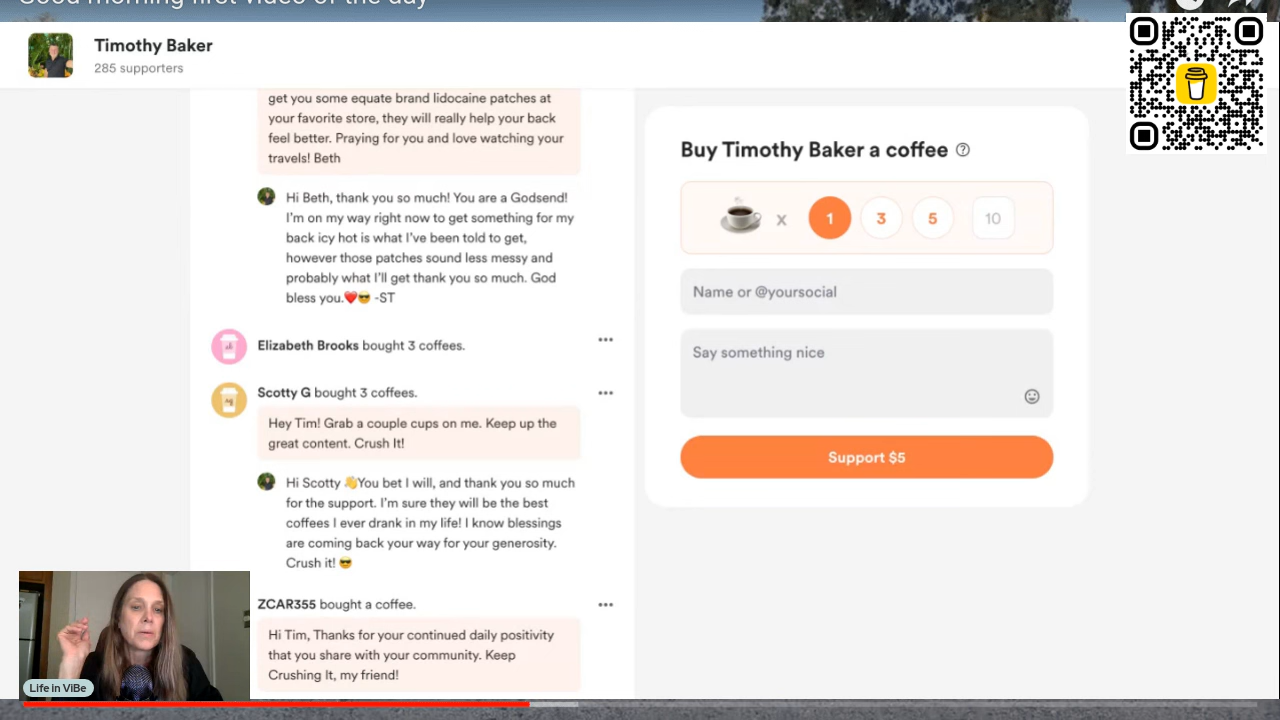 Good morning first video of the day
Timothy Baker
285 supporters
get you some equate brand lidocaine patches at
your favorite store, they will really help your back
feel better. Praying for you and love watching your
travels! Beth
Hi Beth, thank you so much! You are a Godsend!
I'm on my way right now to get something for my
back icy hot is what I've been told to get,
however those patches sound less messy and
probably what I'll get thank you so much. God
bless you.❤️😎 -ST
Elizabeth Brooks bought 3 coffees.
Scotty G bought 3 coffees.
Hey Tim! Grab a couple cups on me. Keep up the
great content. Crush It!
Hi Scotty 👋You bet I will, and thank you so much
for the support. I'm sure they will be the best
coffees I ever drank in my life! I know blessings
are coming back your way for your generosity.
Crush it! 😎
ZCAR355 bought a coffee.
Hi Tim, Thanks for your continued daily positivity
that you share with your community. Keep
Crushing It, my friend!
Buy Timothy Baker a coffee
x 1 3 5 10
Name or @yoursocial
Say something nice
Support $5
Life in ViBe